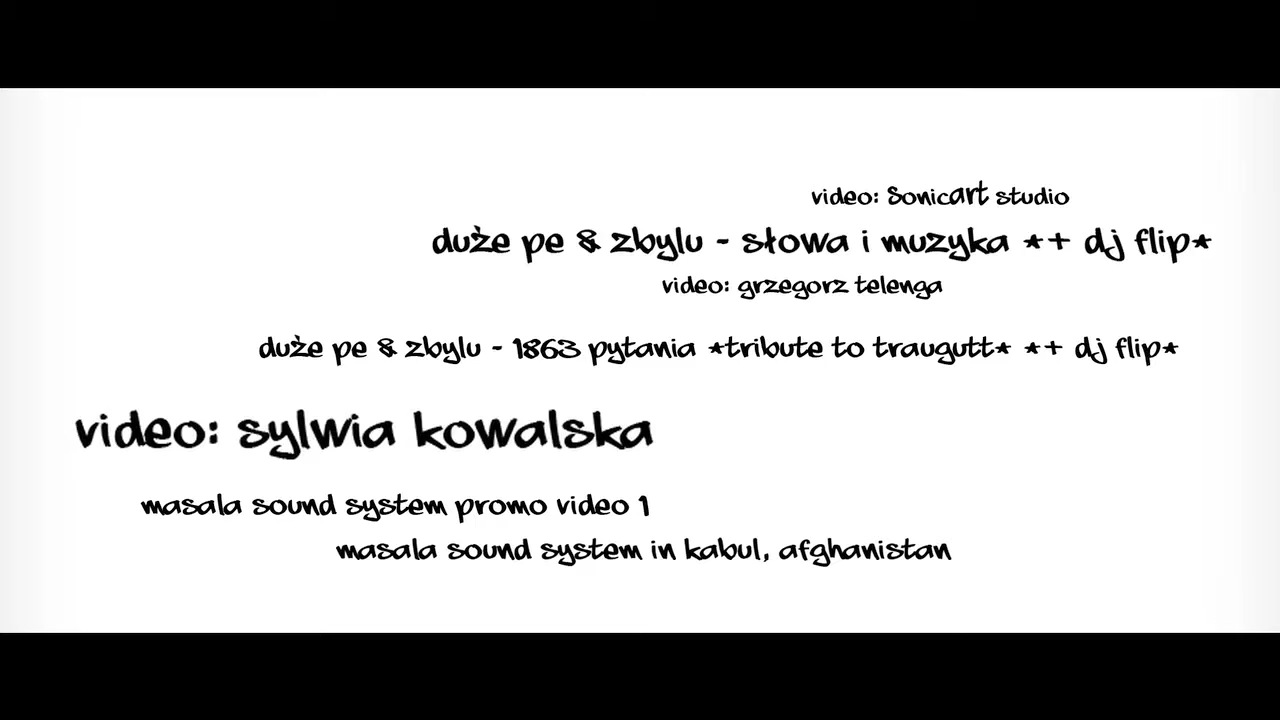 video: Sonicart studio
duże pe & zbylu - słowa i muzyka *+ dj flip*
video: grzegorz telenga
duże pe & zbylu - 1863 pytania *tribute to traugutt* *+ dj flip*
video: sylwia kowalska
masala sound system promo video 1
masala sound system in kabul, afghanistan